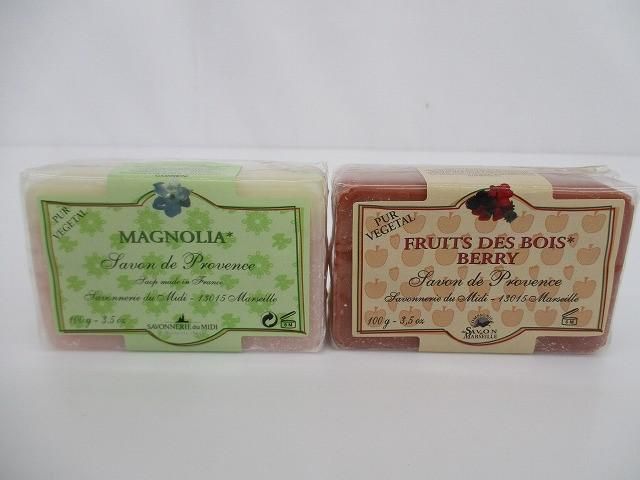 PUR
VEGETAL
MAGNOLIA*
Savon de Provence
Soap made in France
Savonnerie du Midi - 13015 Marseille
100 g - 3,5 oz
SAVONNERIE du MIDI
PUR
VEGETAL
FRUITS DES BOIS*
BERRY
Savon de Provence
Savonnerie du Midi - 13015 Marseille
100 g - 3,5 oz
SAVON
MARSEILLE